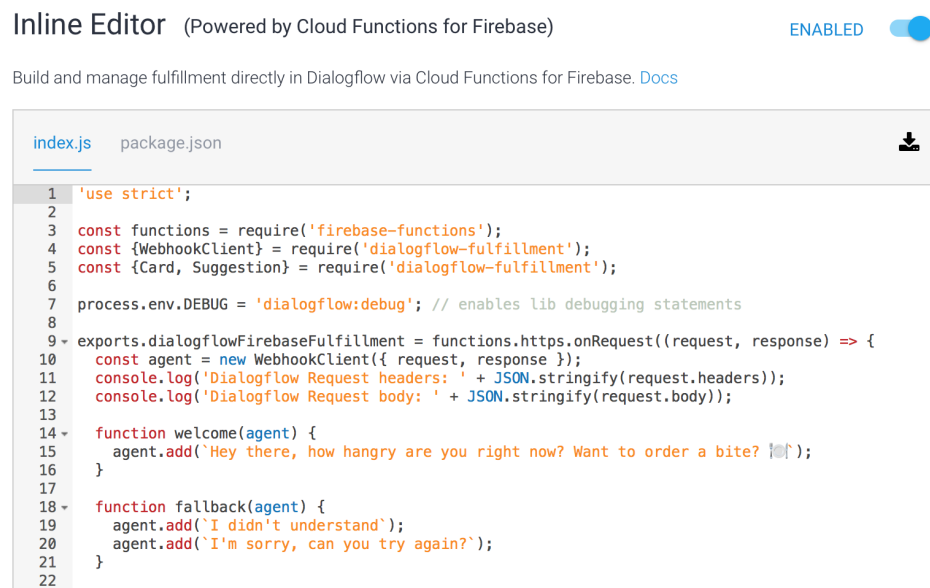 Inline Editor (Powered by Cloud Functions for Firebase)
ENABLED
Build and manage fulfillment directly in Dialogflow via Cloud Functions for Firebase. Docs
index.js package.json
1 'use strict';
2
3 const functions = require('firebase-functions');
4 const {WebhookClient} = require('dialogflow-fulfillment');
5 const {Card, Suggestion} = require('dialogflow-fulfillment');
6
7 process.env.DEBUG = 'dialogflow:debug'; // enables lib debugging statements
8
9 exports.dialogflowFirebaseFulfillment = functions.https.onRequest((request, response) => {
10 const agent = new WebhookClient({ request, response });
11 console.log('Dialogflow Request headers: ' + JSON.stringify(request.headers));
12 console.log('Dialogflow Request body: ' + JSON.stringify(request.body));
13
14 function welcome(agent) {
15 agent.add(`Hey there, how hangry are you right now? Want to order a bite? 🍽`);
16 }
17
18 function fallback(agent) {
19 agent.add(`I didn't understand`);
20 agent.add(`I'm sorry, can you try again?`);
21 }
22